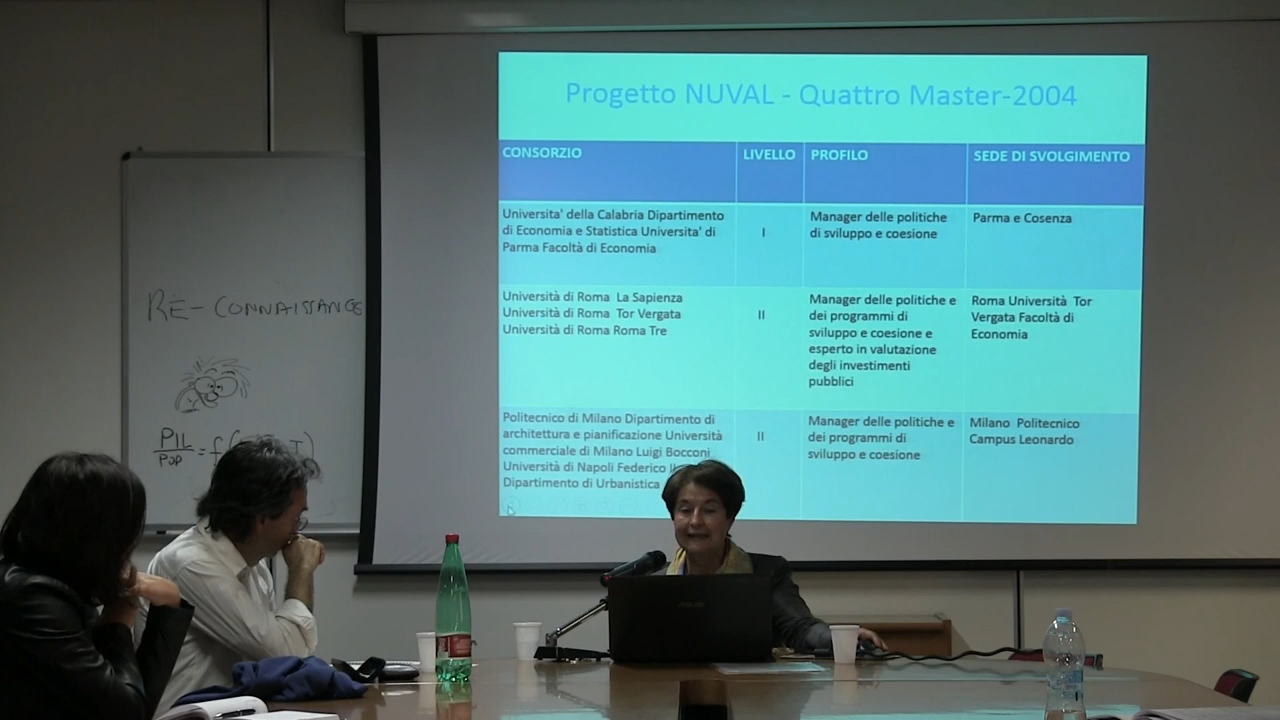 Progetto NUVAL - Quattro Master-2004
CONSORZIO
LIVELLO
PROFILO
SEDE DI SVOLGIMENTO
Universita' della Calabria Dipartimento
di Economia e Statistica Universita' di
Parma Facoltà di Economia
I
Manager delle politiche
di sviluppo e coesione
Parma e Cosenza
Università di Roma La Sapienza
Università di Roma Tor Vergata
Università di Roma Roma Tre
II
Manager delle politiche e
dei programmi di
sviluppo e coesione e
esperto in valutazione
degli investimenti
pubblici
Roma Università Tor
Vergata Facoltà di
Economia
Politecnico di Milano Dipartimento di
architettura e pianificazione Università
commerciale di Milano Luigi Bocconi
Università di Napoli Federico
Dipartimento di Urbanistica
II
Manager delle politiche e
dei programmi di
sviluppo e coesione
Milano Politecnico
Campus Leonardo
RE-CONNAISSANCE
PIL
POP
= f(
ASUS